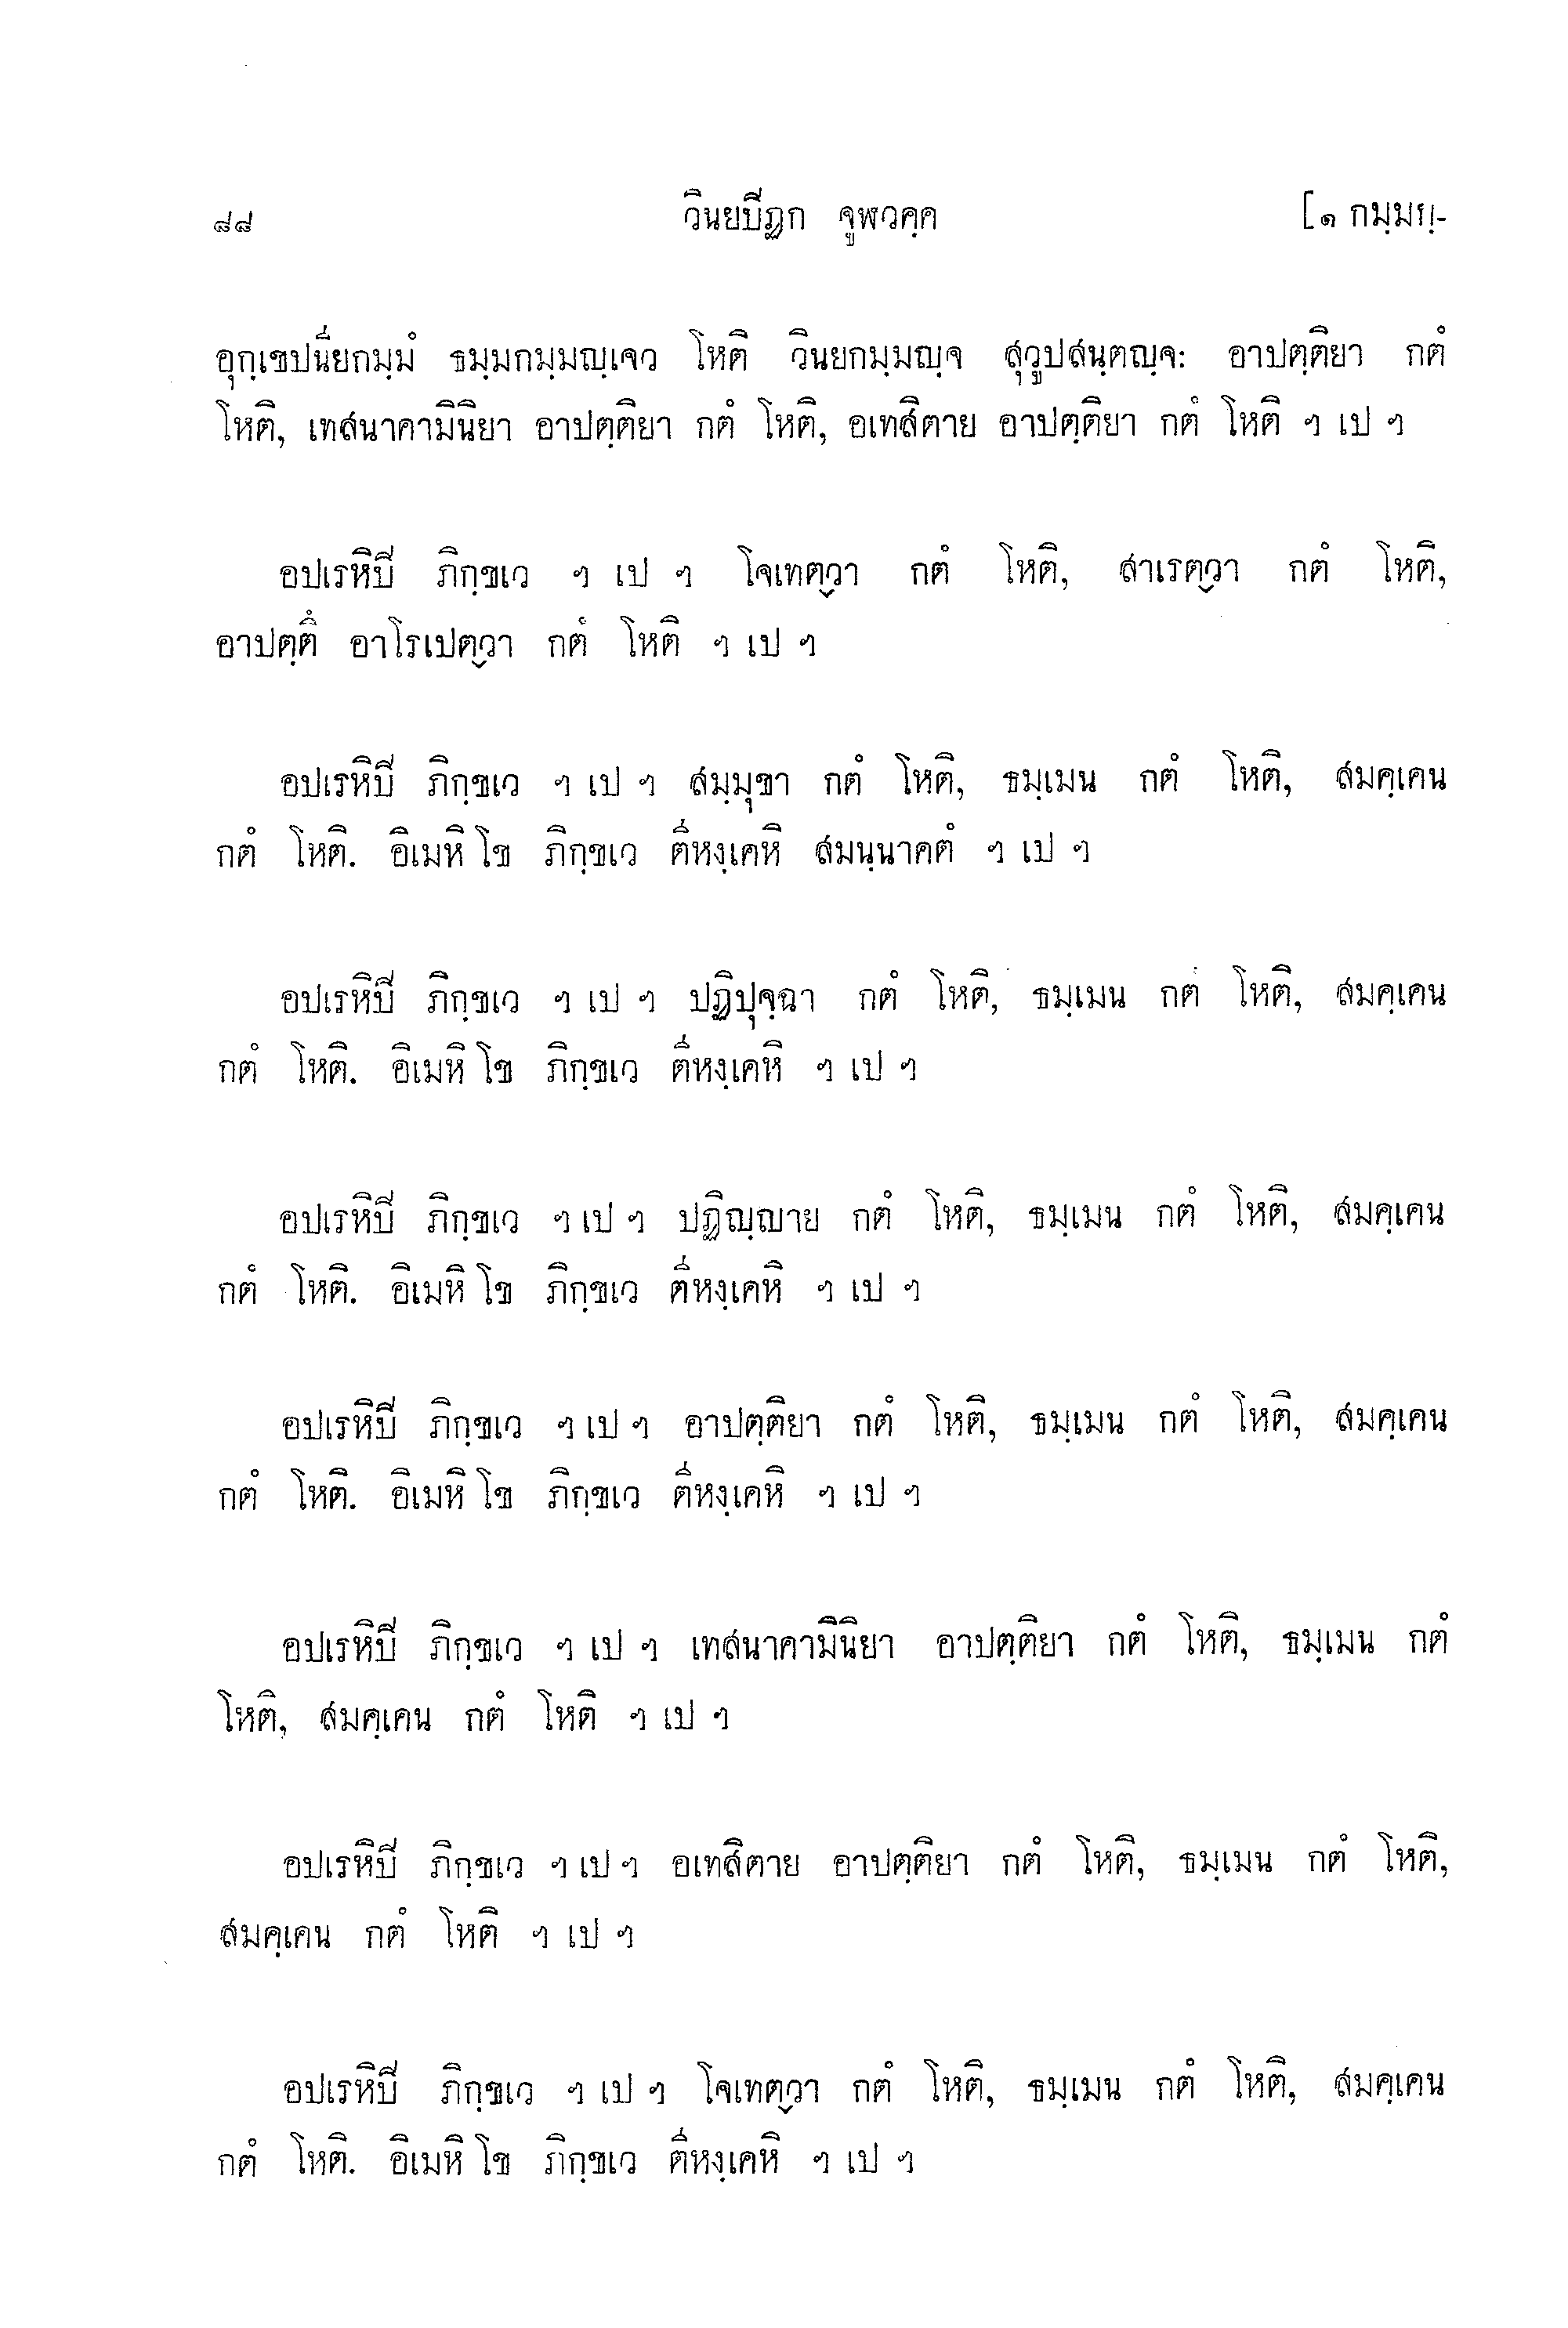 ๘๘ วินยปิฏก จูฬวคฺค [๑ กมฺมกฺ-
อุกฺเขปนียกมฺมํ ธมฺมกมฺมญฺเจว โหติ วินยกมฺมญฺจ สุวูปสนฺตญฺจ: อาปตฺติยา กตํ
โหติ, เทสนาคามินิยา อาปตฺติยา กตํ โหติ, อเทสิตาย อาปตฺติยา กตํ โหติ ฯ เป ฯ
อปเรหิปิ ภิกฺขเว ฯ เป ฯ โจเทตฺวา กตํ โหติ, สาเรตฺวา กตํ โหติ,
อาปตฺตึ อาโรเปตฺวา กตํ โหติ ฯ เป ฯ
อปเรหิปิ ภิกฺขเว ฯ เป ฯ สมฺมุขา กตํ โหติ, ธมฺเมน กตํ โหติ, สมคฺเคน
กตํ โหติ. อิเมหิ โข ภิกฺขเว ตีหงฺเคหิ สมนฺนาคตํ ฯ เป ฯ
อปเรหิปิ ภิกฺขเว ฯ เป ฯ ปฏิปุจฺฉา กตํ โหติ, ธมฺเมน กตํ โหติ, สมคฺเคน
กตํ โหติ. อิเมหิ โข ภิกฺขเว ตีหงฺเคหิ ฯ เป ฯ
อปเรหิปิ ภิกฺขเว ฯ เป ฯ ปฏิญฺญาย กตํ โหติ, ธมฺเมน กตํ โหติ, สมคฺเคน
กตํ โหติ. อิเมหิ โข ภิกฺขเว ตีหงฺเคหิ ฯ เป ฯ
อปเรหิปิ ภิกฺขเว ฯ เป ฯ อาปตฺติยา กตํ โหติ, ธมฺเมน กตํ โหติ, สมคฺเคน
กตํ โหติ. อิเมหิ โข ภิกฺขเว ตีหงฺเคหิ ฯ เป ฯ
อปเรหิปิ ภิกฺขเว ฯ เป ฯ เทสนาคามินิยา อาปตฺติยา กตํ โหติ, ธมฺเมน กตํ
โหติ, สมคฺเคน กตํ โหติ ฯ เป ฯ
อปเรหิปิ ภิกฺขเว ฯ เป ฯ อเทสิตาย อาปตฺติยา กตํ โหติ, ธมฺเมน กตํ โหติ,
สมคฺเคน กตํ โหติ ฯ เป ฯ
อปเรหิปิ ภิกฺขเว ฯ เป ฯ โจเทตฺวา กตํ โหติ, ธมฺเมน กตํ โหติ, สมคฺเคน
กตํ โหติ. อิเมหิ โข ภิกฺขเว ตีหงฺเคหิ ฯ เป ฯ